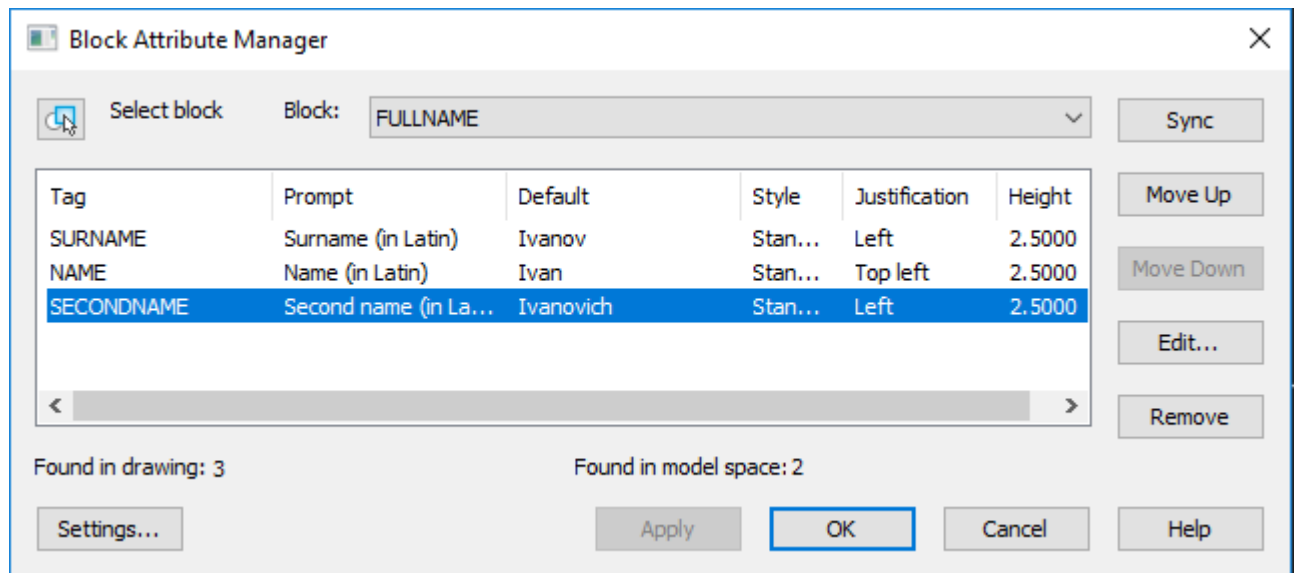 Block Attribute Manager
Select block Block: FULLNAME Sync
Tag Prompt Default Style Justification Height Move Up
SURNAME Surname (in Latin) Ivanov Stan... Left 2.5000
NAME Name (in Latin) Ivan Stan... Top left 2.5000 Move Down
SECONDNAME Second name (in La... Ivanovich Stan... Left 2.5000
Edit...
Remove
Found in drawing: 3 Found in model space: 2
Settings... Apply OK Cancel Help